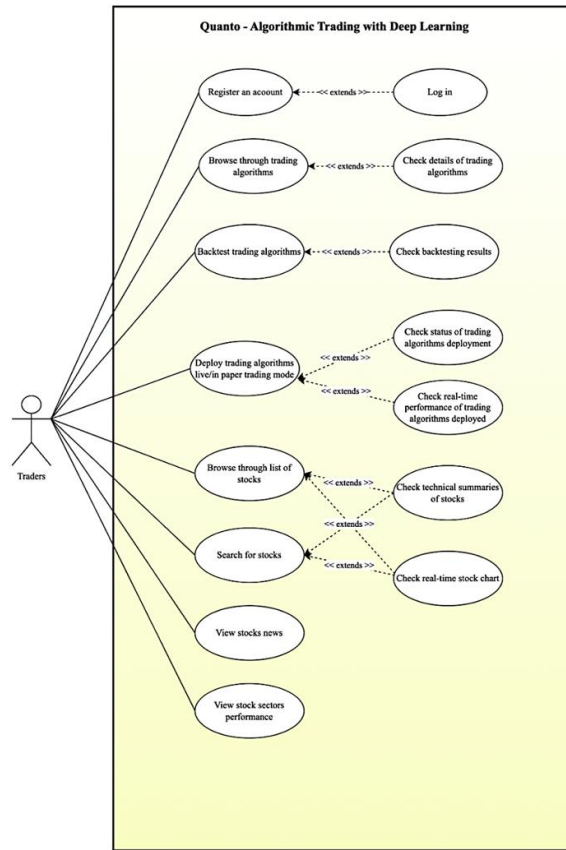 Quanto - Algorithmic Trading with Deep Learning
Register an account
<< extends >>
Log in
Browse through trading
algorithms
<< extends >>
Check details of trading
algorithms
Backtest trading algorithms
<< extends >>
Check backtesting results
Deploy trading algorithms
live/in paper trading mode
<< extends >>
Check status of trading
algorithms deployment
<< extends >>
Check real-time
performance of trading
algorithms deployed
Traders
Browse through list of
stocks
<< extends >>
Check technical summaries
of stocks
<< extends >>
Search for stocks
<< extends >>
Check real-time stock chart
View stocks news
View stock sectors
performance